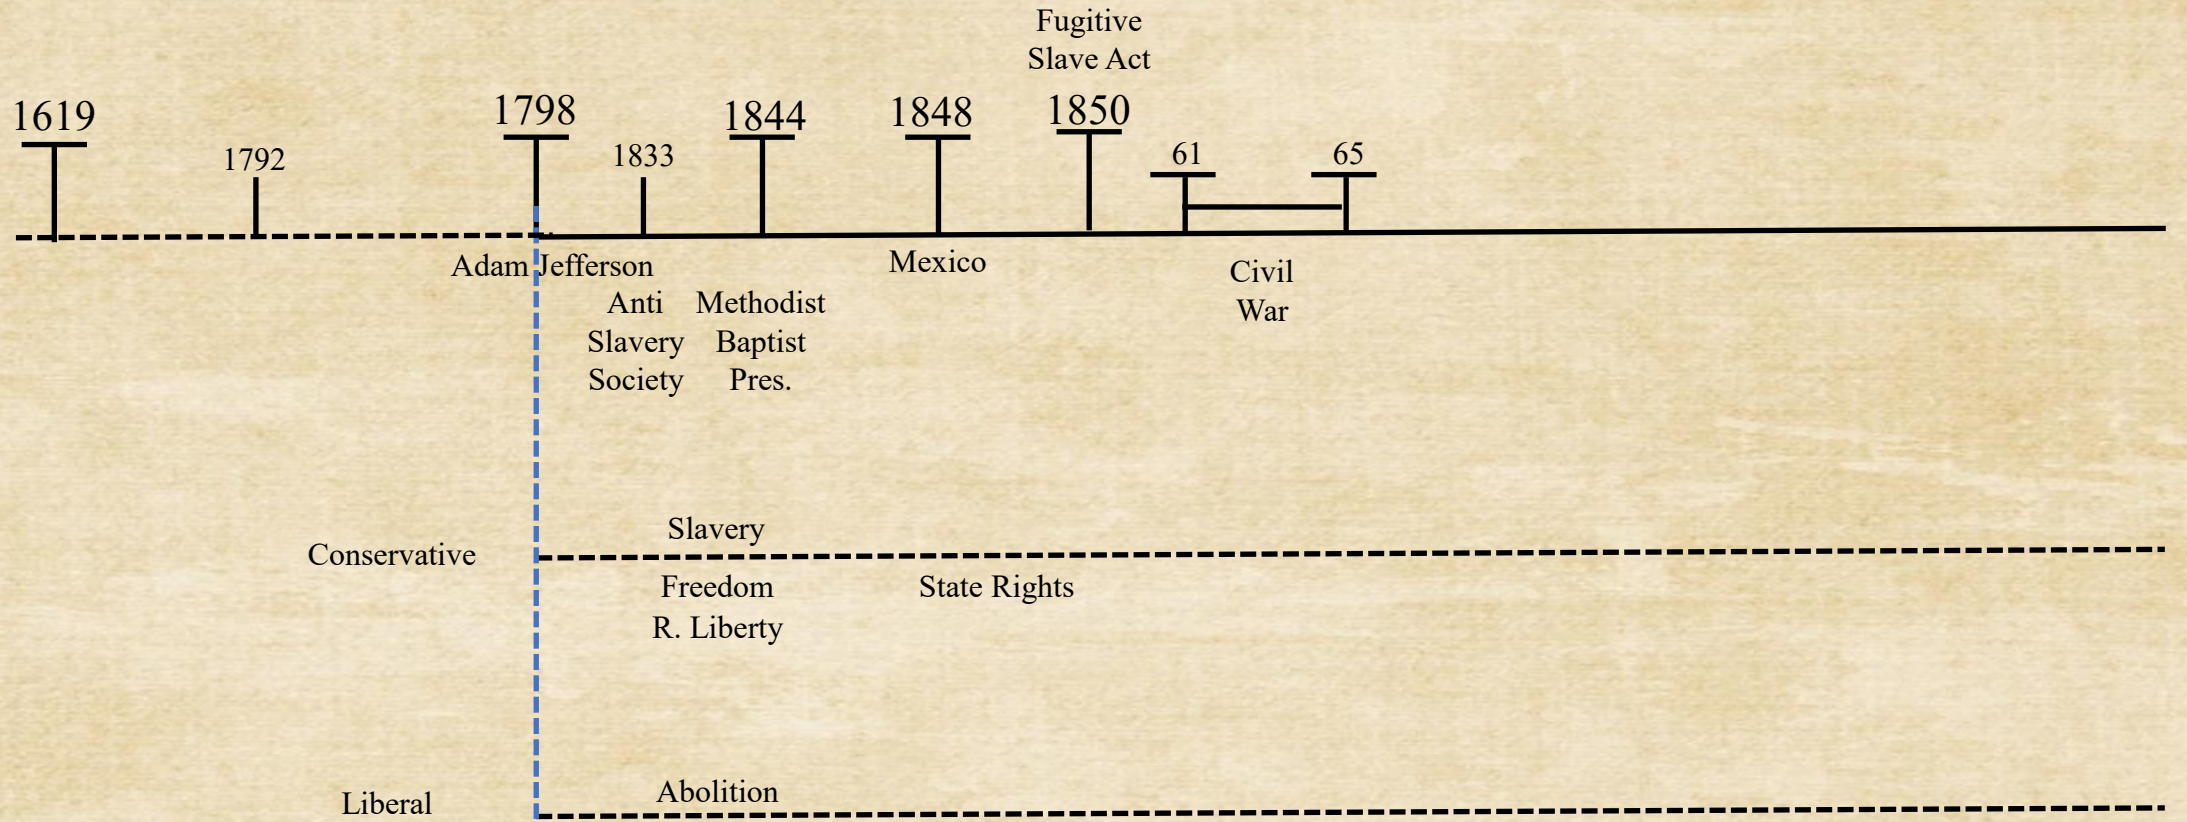 Fugitive
Slave Act
1619
1792
1798
1833
1844
1848
1850
61
65
Adam Jefferson
Mexico
Civil
War
Anti
Slavery
Society
Methodist
Baptist
Pres.
Conservative
Slavery
Freedom
R. Liberty
State Rights
Liberal
Abolition